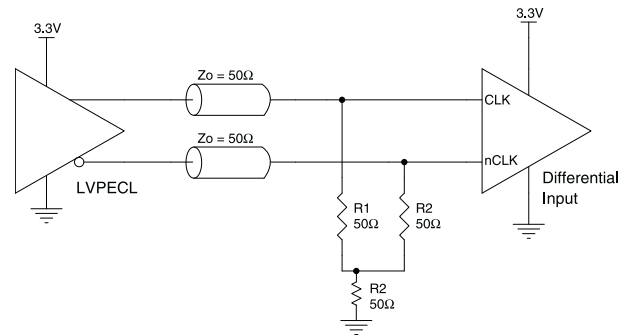 3.3V
3.3V
Zo = 50Ω
CLK
Zo = 50Ω
nCLK
LVPECL
Differential
Input
R1
50Ω
R2
50Ω
R2
50Ω